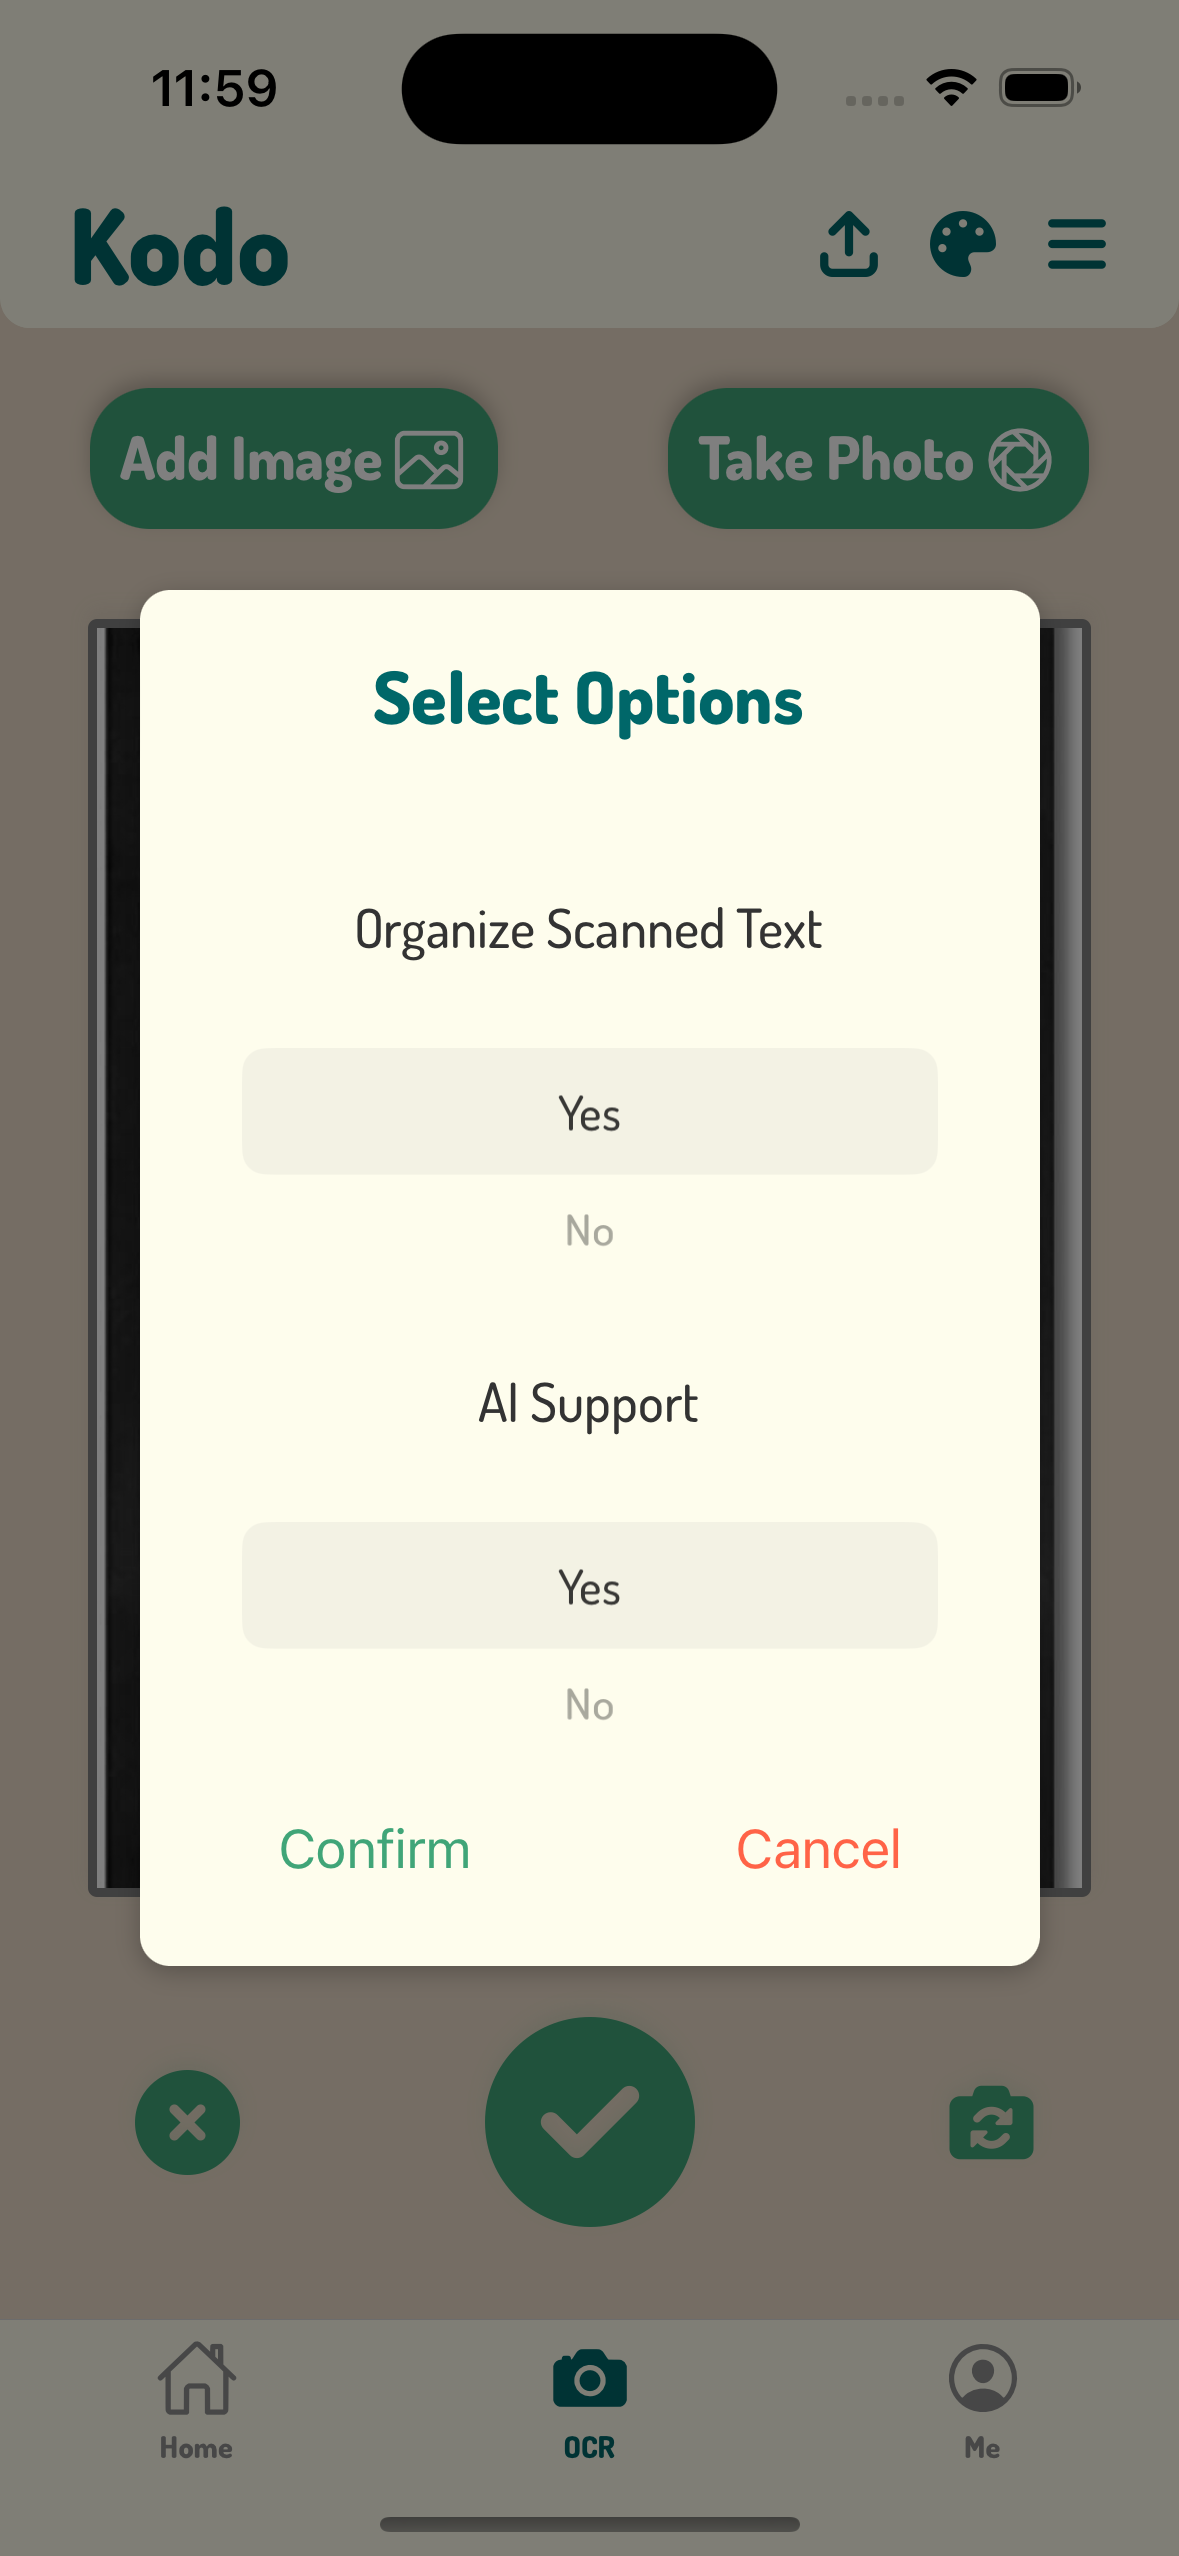 11:59
Kodo
Add Image
Take Photo
Select Options
Organize Scanned Text
Yes
No
AI Support
Yes
No
Confirm
Cancel
Home
OCR
Me